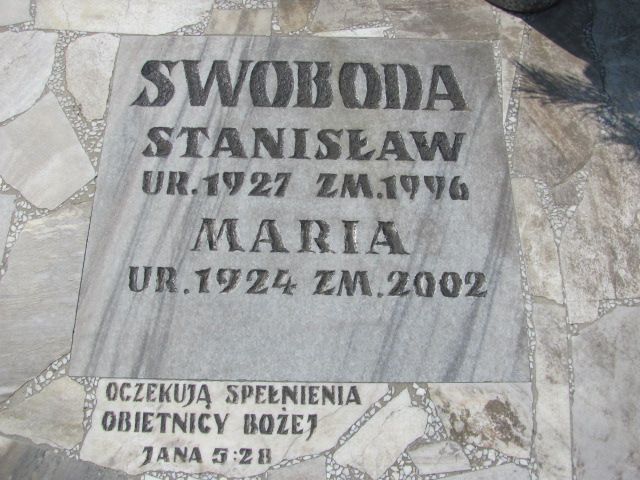 SWOBODA
STANISŁAW
UR.1927 ZM.1996
MARIA
UR.1924 ZM.2002
OCZEKUJĄ SPEŁNIENIA
OBIETNICY BOŻEJ
JANA 5:28